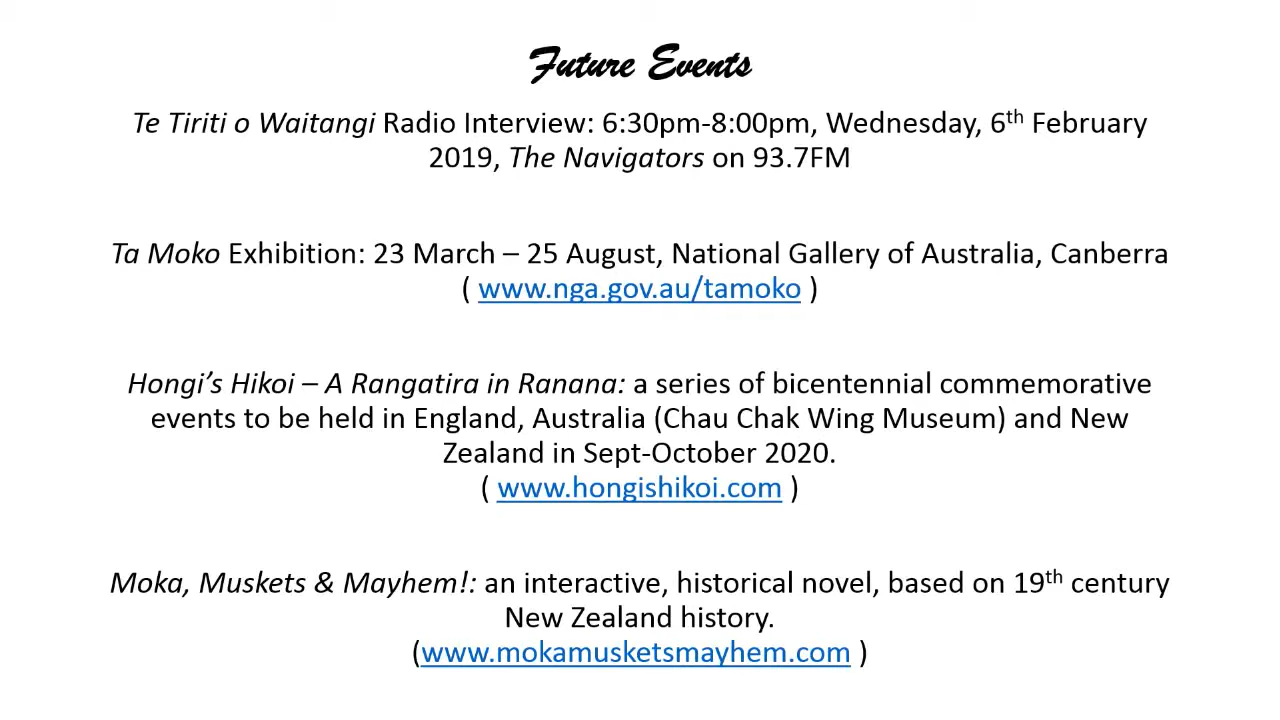 Future Events
Te Tiriti o Waitangi Radio Interview: 6:30pm-8:00pm, Wednesday, 6th February
2019, The Navigators on 93.7FM
Ta Moko Exhibition: 23 March – 25 August, National Gallery of Australia, Canberra
( www.nga.gov.au/tamoko )
Hongi’s Hikoi – A Rangatira in Ranana: a series of bicentennial commemorative
events to be held in England, Australia (Chau Chak Wing Museum) and New
Zealand in Sept-October 2020.
( www.hongishikoi.com )
Moka, Muskets & Mayhem!: an interactive, historical novel, based on 19th century
New Zealand history.
(www.mokamusketsmayhem.com )